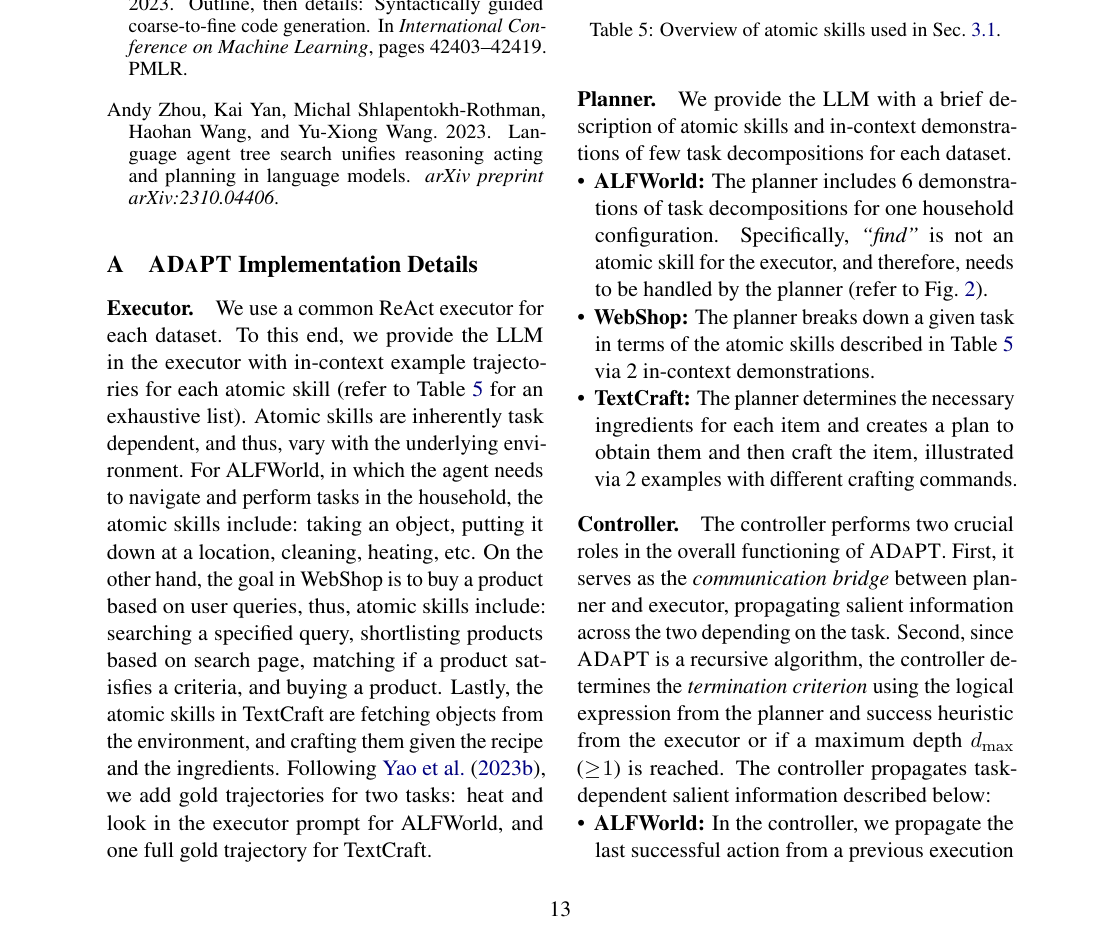 2023. Outline, then details: Syntactically guided
coarse-to-fine code generation. In International Con-
ference on Machine Learning, pages 42403–42419.
PMLR.
Andy Zhou, Kai Yan, Michal Shlapentokh-Rothman,
Haohan Wang, and Yu-Xiong Wang. 2023. Lan-
guage agent tree search unifies reasoning acting
and planning in language models. arXiv preprint
arXiv:2310.04406.
A ADAPT Implementation Details
Executor. We use a common ReAct executor for
each dataset. To this end, we provide the LLM
in the executor with in-context example trajecto-
ries for each atomic skill (refer to Table 5 for an
exhaustive list). Atomic skills are inherently task
dependent, and thus, vary with the underlying envi-
ronment. For ALFWorld, in which the agent needs
to navigate and perform tasks in the household, the
atomic skills include: taking an object, putting it
down at a location, cleaning, heating, etc. On the
other hand, the goal in WebShop is to buy a product
based on user queries, thus, atomic skills include:
searching a specified query, shortlisting products
based on search page, matching if a product sat-
isfies a criteria, and buying a product. Lastly, the
atomic skills in TextCraft are fetching objects from
the environment, and crafting them given the recipe
and the ingredients. Following Yao et al. (2023b),
we add gold trajectories for two tasks: heat and
look in the executor prompt for ALFWorld, and
one full gold trajectory for TextCraft.
Table 5: Overview of atomic skills used in Sec. 3.1.
Planner. We provide the LLM with a brief de-
scription of atomic skills and in-context demonstra-
tions of few task decompositions for each dataset.
• ALFWorld: The planner includes 6 demonstra-
tions of task decompositions for one household
configuration. Specifically, “find” is not an
atomic skill for the executor, and therefore, needs
to be handled by the planner (refer to Fig. 2).
• WebShop: The planner breaks down a given task
in terms of the atomic skills described in Table 5
via 2 in-context demonstrations.
• TextCraft: The planner determines the necessary
ingredients for each item and creates a plan to
obtain them and then craft the item, illustrated
via 2 examples with different crafting commands.
Controller. The controller performs two crucial
roles in the overall functioning of ADAPT. First, it
serves as the communication bridge between plan-
ner and executor, propagating salient information
across the two depending on the task. Second, since
ADAPT is a recursive algorithm, the controller de-
termines the termination criterion using the logical
expression from the planner and success heuristic
from the executor or if a maximum depth d_max
(≥1) is reached. The controller propagates task-
dependent salient information described below:
• ALFWorld: In the controller, we propagate the
last successful action from a previous execution
13